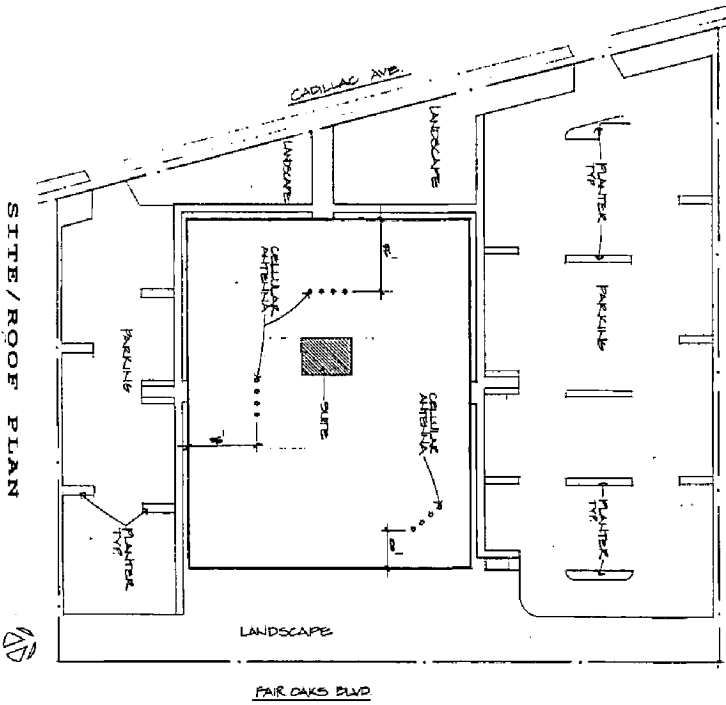 CADILLAC AVE.
LANDSCAPE
LANDSCAPE
PLANTER
TYP.
PARKING
PLANTER
TYP.
CELLULAR
ANTENNA
SUITE
CELLULAR
ANTENNA
PARKING
PLANTER
TYP.
LANDSCAPE
FAIR OAKS BLVD.
SITE/ROOF PLAN